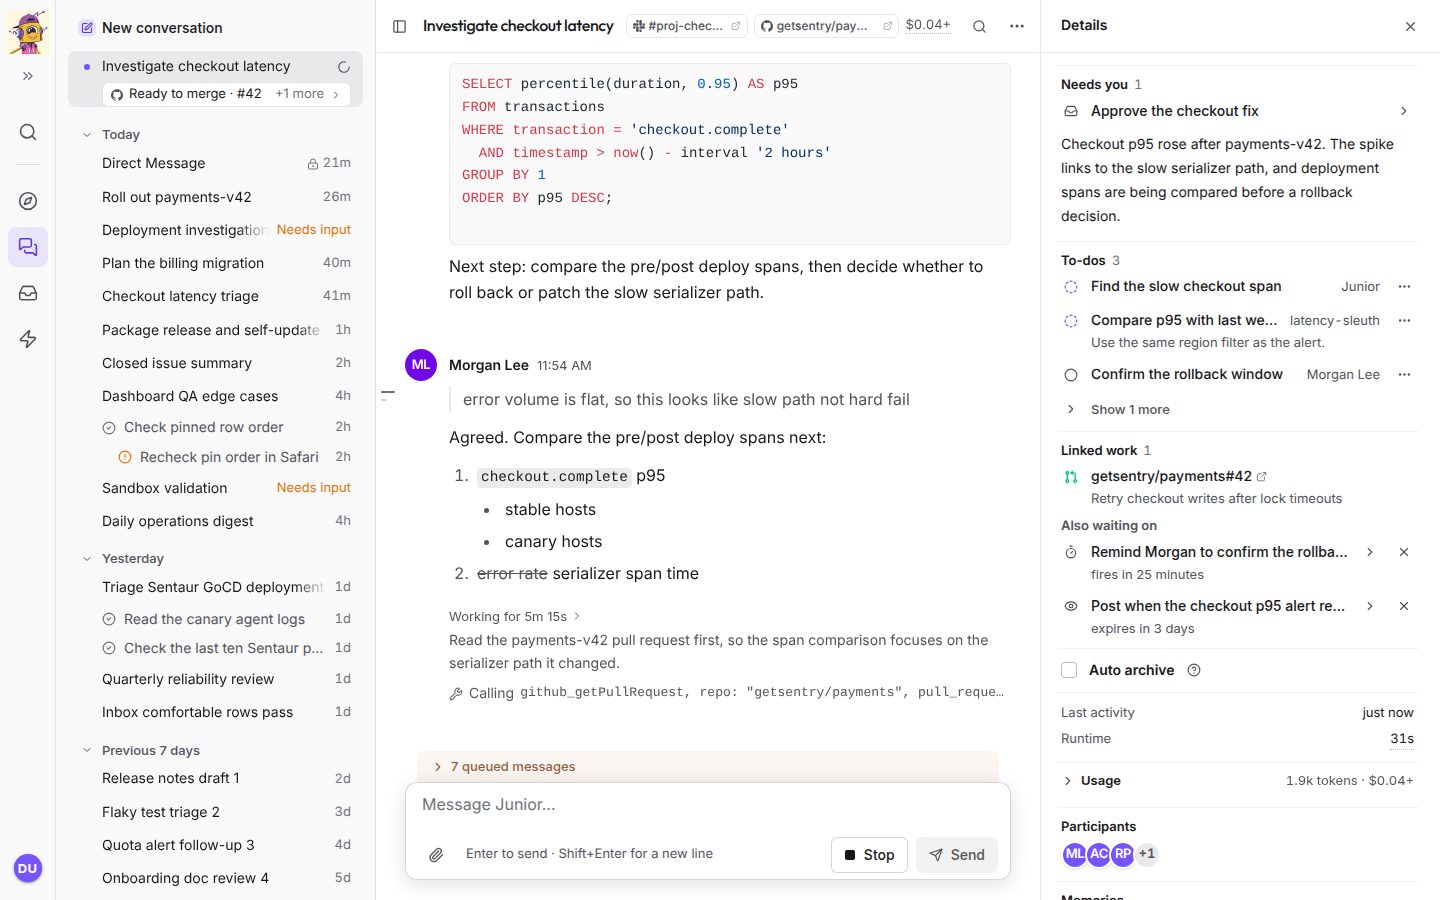 New conversation
Investigate checkout latency
Ready to merge · #42 +1 more
Today
Direct Message 21m
Roll out payments-v42 26m
Deployment investigation Needs input
Plan the billing migration 40m
Checkout latency triage 41m
Package release and self-update 1h
Closed issue summary 2h
Dashboard QA edge cases 4h
Check pinned row order 2h
Recheck pin order in Safari 2h
Sandbox validation Needs input
Daily operations digest 4h
Yesterday
Triage Sentaur GoCD deployment 1d
Read the canary agent logs 1d
Check the last ten Sentaur p... 1d
Quarterly reliability review 1d
Inbox comfortable rows pass 1d
Previous 7 days
Release notes draft 1 2d
Flaky test triage 2 3d
Quota alert follow-up 3 4d
Onboarding doc review 4 5d
DU
Investigate checkout latency #proj-chec... getsentry/pay... $0.04+
SELECT percentile(duration, 0.95) AS p95
FROM transactions
WHERE transaction = 'checkout.complete'
AND timestamp > now() - interval '2 hours'
GROUP BY 1
ORDER BY p95 DESC;
Next step: compare the pre/post deploy spans, then decide whether to
roll back or patch the slow serializer path.
ML Morgan Lee 11:54 AM
error volume is flat, so this looks like slow path not hard fail
Agreed. Compare the pre/post deploy spans next:
1. checkout.complete p95
• stable hosts
• canary hosts
2. error rate serializer span time
Working for 5m 15s
Read the payments-v42 pull request first, so the span comparison focuses on the
serializer path it changed.
Calling github_getPullRequest, repo: "getsentry/payments", pull_reque...
7 queued messages
Message Junior...
Enter to send · Shift+Enter for a new line Stop Send
Details
Needs you 1
Approve the checkout fix
Checkout p95 rose after payments-v42. The spike
links to the slow serializer path, and deployment
spans are being compared before a rollback
decision.
To-dos 3
Find the slow checkout span Junior
Compare p95 with last we... latency-sleuth
Use the same region filter as the alert.
Confirm the rollback window Morgan Lee
Show 1 more
Linked work 1
getsentry/payments#42
Retry checkout writes after lock timeouts
Also waiting on
Remind Morgan to confirm the rollba...
fires in 25 minutes
Post when the checkout p95 alert re...
expires in 3 days
Auto archive
Last activity just now
Runtime 31s
Usage 1.9k tokens · $0.04+
Participants
ML AC RP +1
Memories